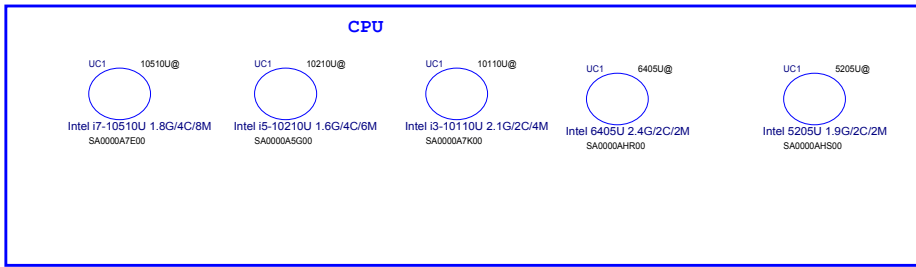 CPU
UC1 10510U@
Intel i7-10510U 1.8G/4C/8M
SA0000A7E00
UC1 10210U@
Intel i5-10210U 1.6G/4C/6M
SA0000A5G00
UC1 10110U@
Intel i3-10110U 2.1G/2C/4M
SA0000A7K00
UC1 6405U@
Intel 6405U 2.4G/2C/2M
SA0000AHR00
UC1 5205U@
Intel 5205U 1.9G/2C/2M
SA0000AHS00